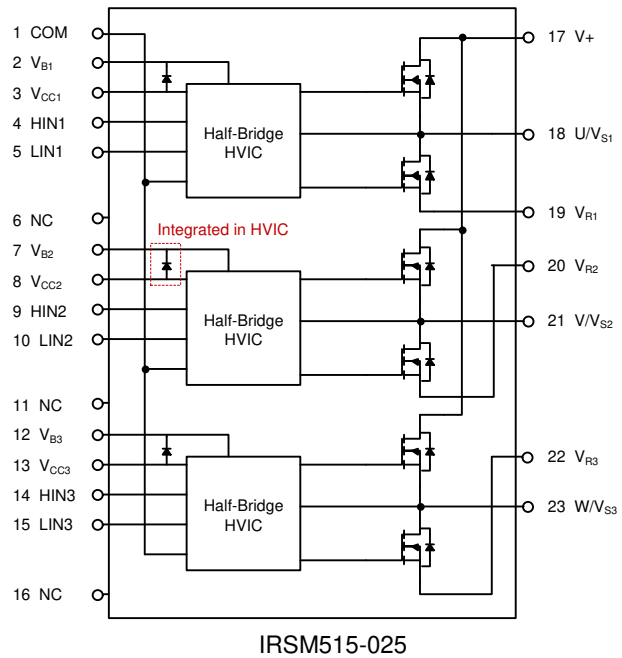 1 COM
2 VB1
3 VCC1
4 HIN1
5 LIN1
6 NC
7 VB2
8 VCC2
9 HIN2
10 LIN2
11 NC
12 VB3
13 VCC3
14 HIN3
15 LIN3
16 NC
Half-Bridge
HVIC
Integrated in HVIC
Half-Bridge
HVIC
Half-Bridge
HVIC
17 V+
18 U/VS1
19 VR1
20 VR2
21 V/VS2
22 VR3
23 W/VS3
IRSM515-025